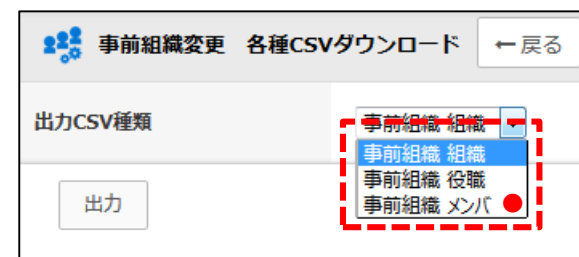 事前組織変更 各種CSVダウンロード ←戻る
出力CSV種類 事前組織 組織
事前組織 組織
事前組織 役職
事前組織 メンバ
出力